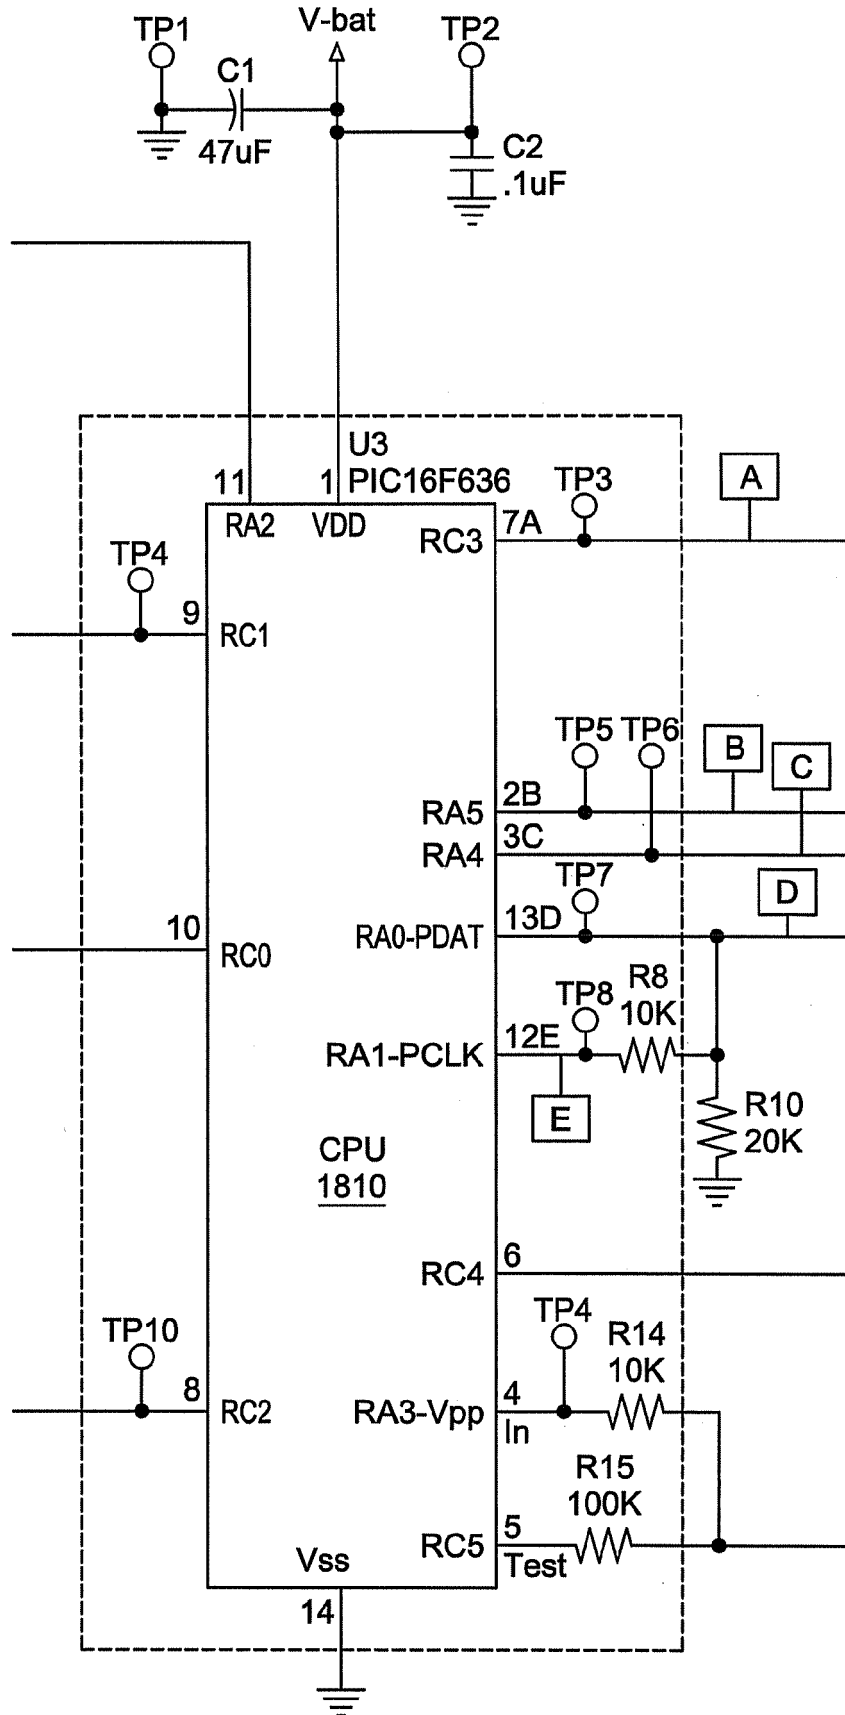 V-bat
TP1
TP2
C1
47uF
C2
.1uF
U3
PIC16F636
11
1
RA2
VDD
RC3
7A
TP3
A
TP4
9
RC1
TP5
TP6
B
C
RA5
2B
RA4
3C
TP7
D
10
RC0
RA0-PDAT
13D
TP8
R8
10K
RA1-PCLK
12E
E
R10
20K
CPU
1810
RC4
6
TP10
8
RC2
TP4
R14
10K
RA3-Vpp
4
In
R15
100K
RC5
5
Test
Vss
14